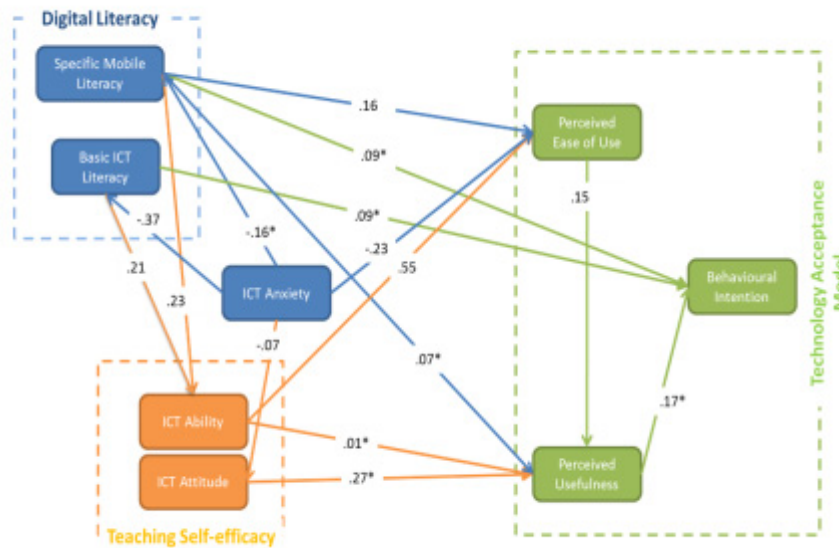 Digital Literacy
Specific Mobile
Literacy
Basic ICT
Literacy
ICT Anxiety
ICT Ability
ICT Attitude
Teaching Self-efficacy
Perceived
Ease of Use
Behavioural
Intention
Perceived
Usefulness
Technology Acceptance
Model
.16
.09*
.09*
-.37
-.16*
-.23
.15
.21
.23
.55
-.07
.07*
.17*
.01*
.27*